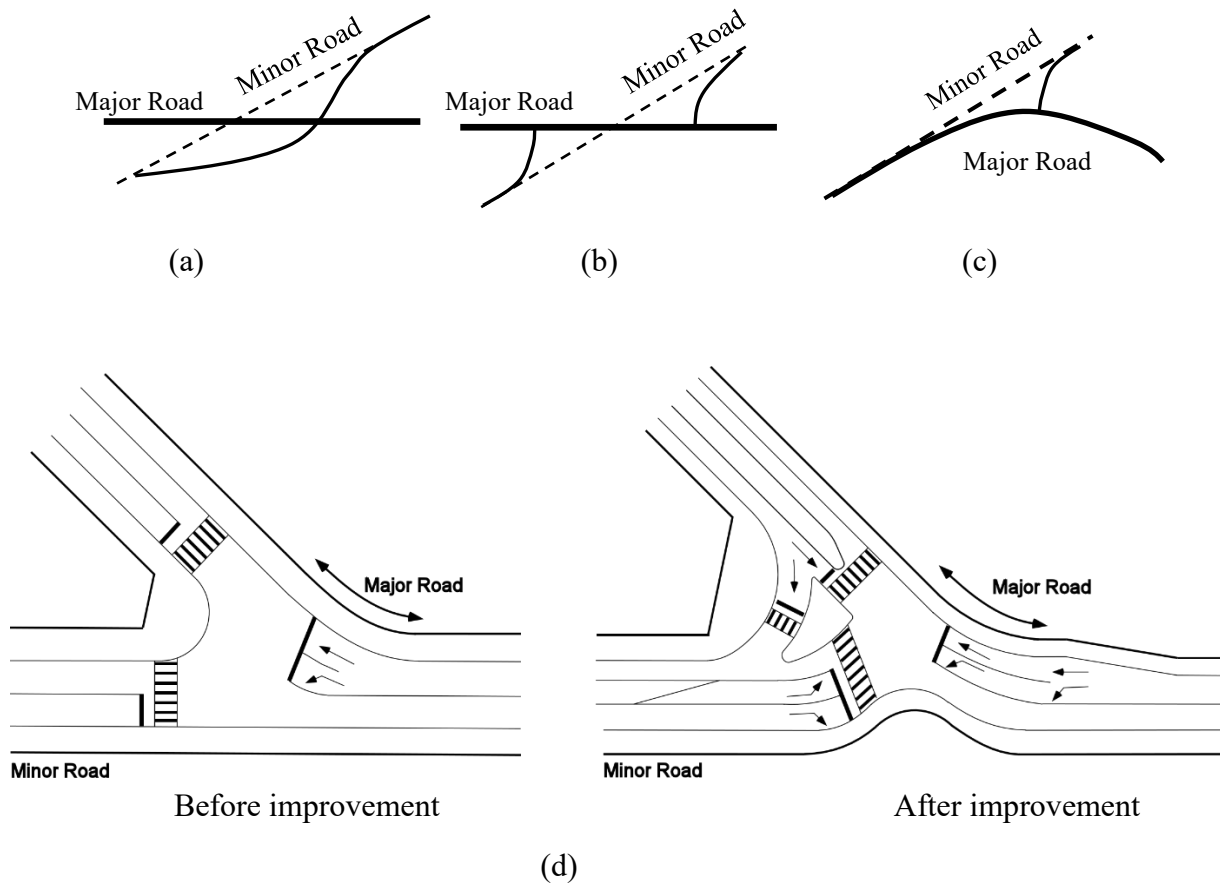 Minor Road
Major Road
Minor Road
Major Road
Minor Road
Major Road
(a)
(b)
(c)
Major Road
Major Road
Minor Road
Minor Road
Before improvement
After improvement
(d)